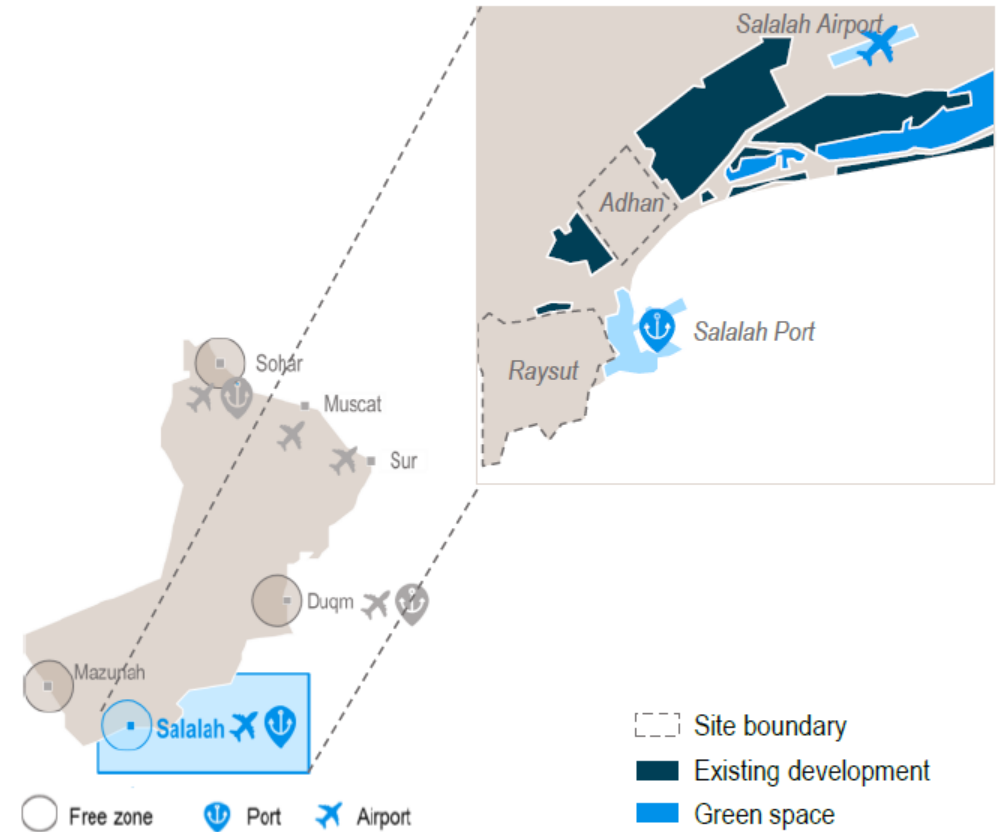 Salalah Airport
Adhan
Salalah Port
Raysut
Sohar
Muscat
Sur
Duqm
Mazunah
Salalah
Site boundary
Existing development
Green space
Free zone
Port
Airport